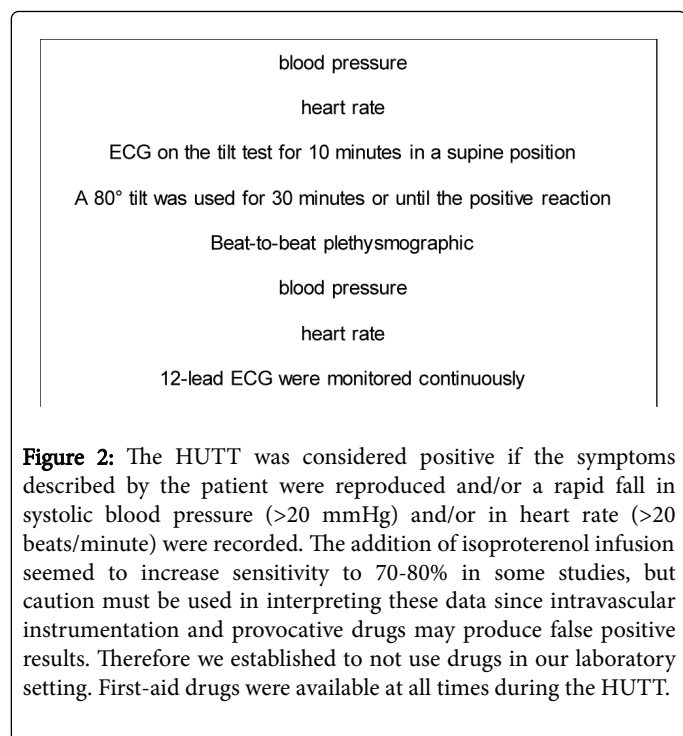 blood pressure
heart rate
ECG on the tilt test for 10 minutes in a supine position
A 80° tilt was used for 30 minutes or until the positive reaction
Beat-to-beat plethysmographic
blood pressure
heart rate
12-lead ECG were monitored continuously
Figure 2: The HUTT was considered positive if the symptoms
described by the patient were reproduced and/or a rapid fall in
systolic blood pressure (>20 mmHg) and/or in heart rate (>20
beats/minute) were recorded. The addition of isoproterenol infusion
seemed to increase sensitivity to 70-80% in some studies, but
caution must be used in interpreting these data since intravascular
instrumentation and provocative drugs may produce false positive
results. Therefore we established to not use drugs in our laboratory
setting. First-aid drugs were available at all times during the HUTT.